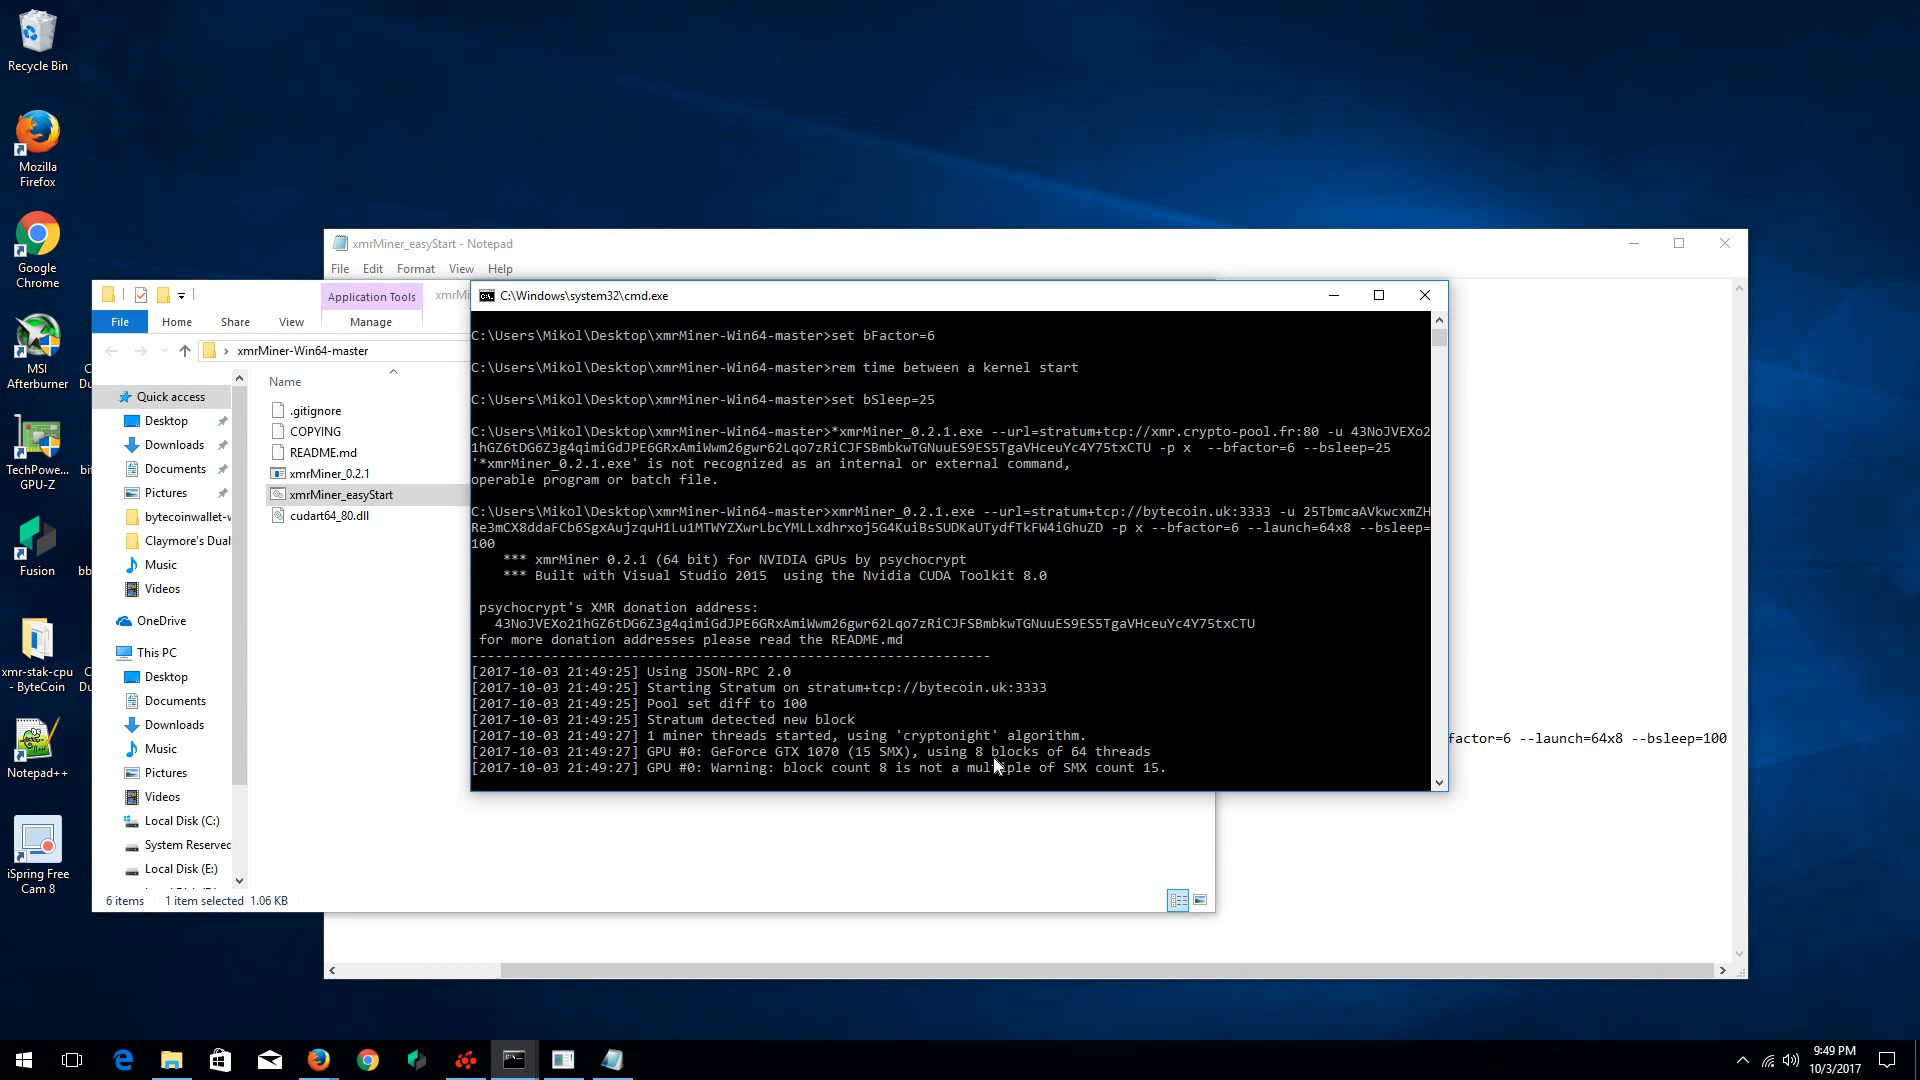 Recycle Bin
Mozilla
Firefox
Google
Chrome
MSI
Afterburner
TechPowe...
GPU-Z
Fusion
xmr-stak-cpu
- ByteCoin
Notepad++
iSpring Free
Cam 8
xmrMiner_easyStart - Notepad
File Edit Format View Help
Application Tools
File Home Share View Manage
xmrMiner-Win64-master
Quick access
Desktop
Downloads
Documents
Pictures
bytecoinwallet-v
Claymore's Dual
Music
Videos
OneDrive
This PC
Desktop
Documents
Downloads
Music
Pictures
Videos
Local Disk (C:)
System Reserved
Local Disk (E:)
Name
.gitignore
COPYING
README.md
xmrMiner_0.2.1
xmrMiner_easyStart
cudart64_80.dll
6 items 1 item selected 1.06 KB
C:\Windows\system32\cmd.exe
C:\Users\Mikol\Desktop\xmrMiner-Win64-master>set bFactor=6
C:\Users\Mikol\Desktop\xmrMiner-Win64-master>rem time between a kernel start
C:\Users\Mikol\Desktop\xmrMiner-Win64-master>set bSleep=25
C:\Users\Mikol\Desktop\xmrMiner-Win64-master>*xmrMiner_0.2.1.exe --url=stratum+tcp://xmr.crypto-pool.fr:80 -u 43NoJVEXo2
1hGZ6tDG6Z3g4qimiGdJPE6GRxAmiWwm26gwr62Lqo7zRiCJFSBmbkwTGNuuES9ES5TgaVHceuYc4Y75txCTU -p x  --bfactor=6 --bsleep=25
'*xmrMiner_0.2.1.exe' is not recognized as an internal or external command,
operable program or batch file.
C:\Users\Mikol\Desktop\xmrMiner-Win64-master>xmrMiner_0.2.1.exe --url=stratum+tcp://bytecoin.uk:3333 -u 25TbmcaAVkwcxmZH
Re3mCX8ddaFCb6SgxAujzquH1Lu1MTWYZXwrLbcYMLLxdhrxoj5G4KuiBsSUDKaUTydfTkFW4iGhuZD -p x --bfactor=6 --launch=64x8 --bsleep=
100
*** xmrMiner 0.2.1 (64 bit) for NVIDIA GPUs by psychocrypt
*** Built with Visual Studio 2015  using the Nvidia CUDA Toolkit 8.0
psychocrypt's XMR donation address:
43NoJVEXo21hGZ6tDG6Z3g4qimiGdJPE6GRxAmiWwm26gwr62Lqo7zRiCJFSBmbkwTGNuuES9ES5TgaVHceuYc4Y75txCTU
for more donation addresses please read the README.md
-----------------------------------------------------------------
[2017-10-03 21:49:25] Using JSON-RPC 2.0
[2017-10-03 21:49:25] Starting Stratum on stratum+tcp://bytecoin.uk:3333
[2017-10-03 21:49:25] Pool set diff to 100
[2017-10-03 21:49:25] Stratum detected new block
[2017-10-03 21:49:27] 1 miner threads started, using 'cryptonight' algorithm.
[2017-10-03 21:49:27] GPU #0: GeForce GTX 1070 (15 SMX), using 8 blocks of 64 threads
[2017-10-03 21:49:27] GPU #0: Warning: block count 8 is not a multiple of SMX count 15.
factor=6 --launch=64x8 --bsleep=100
9:49 PM
10/3/2017